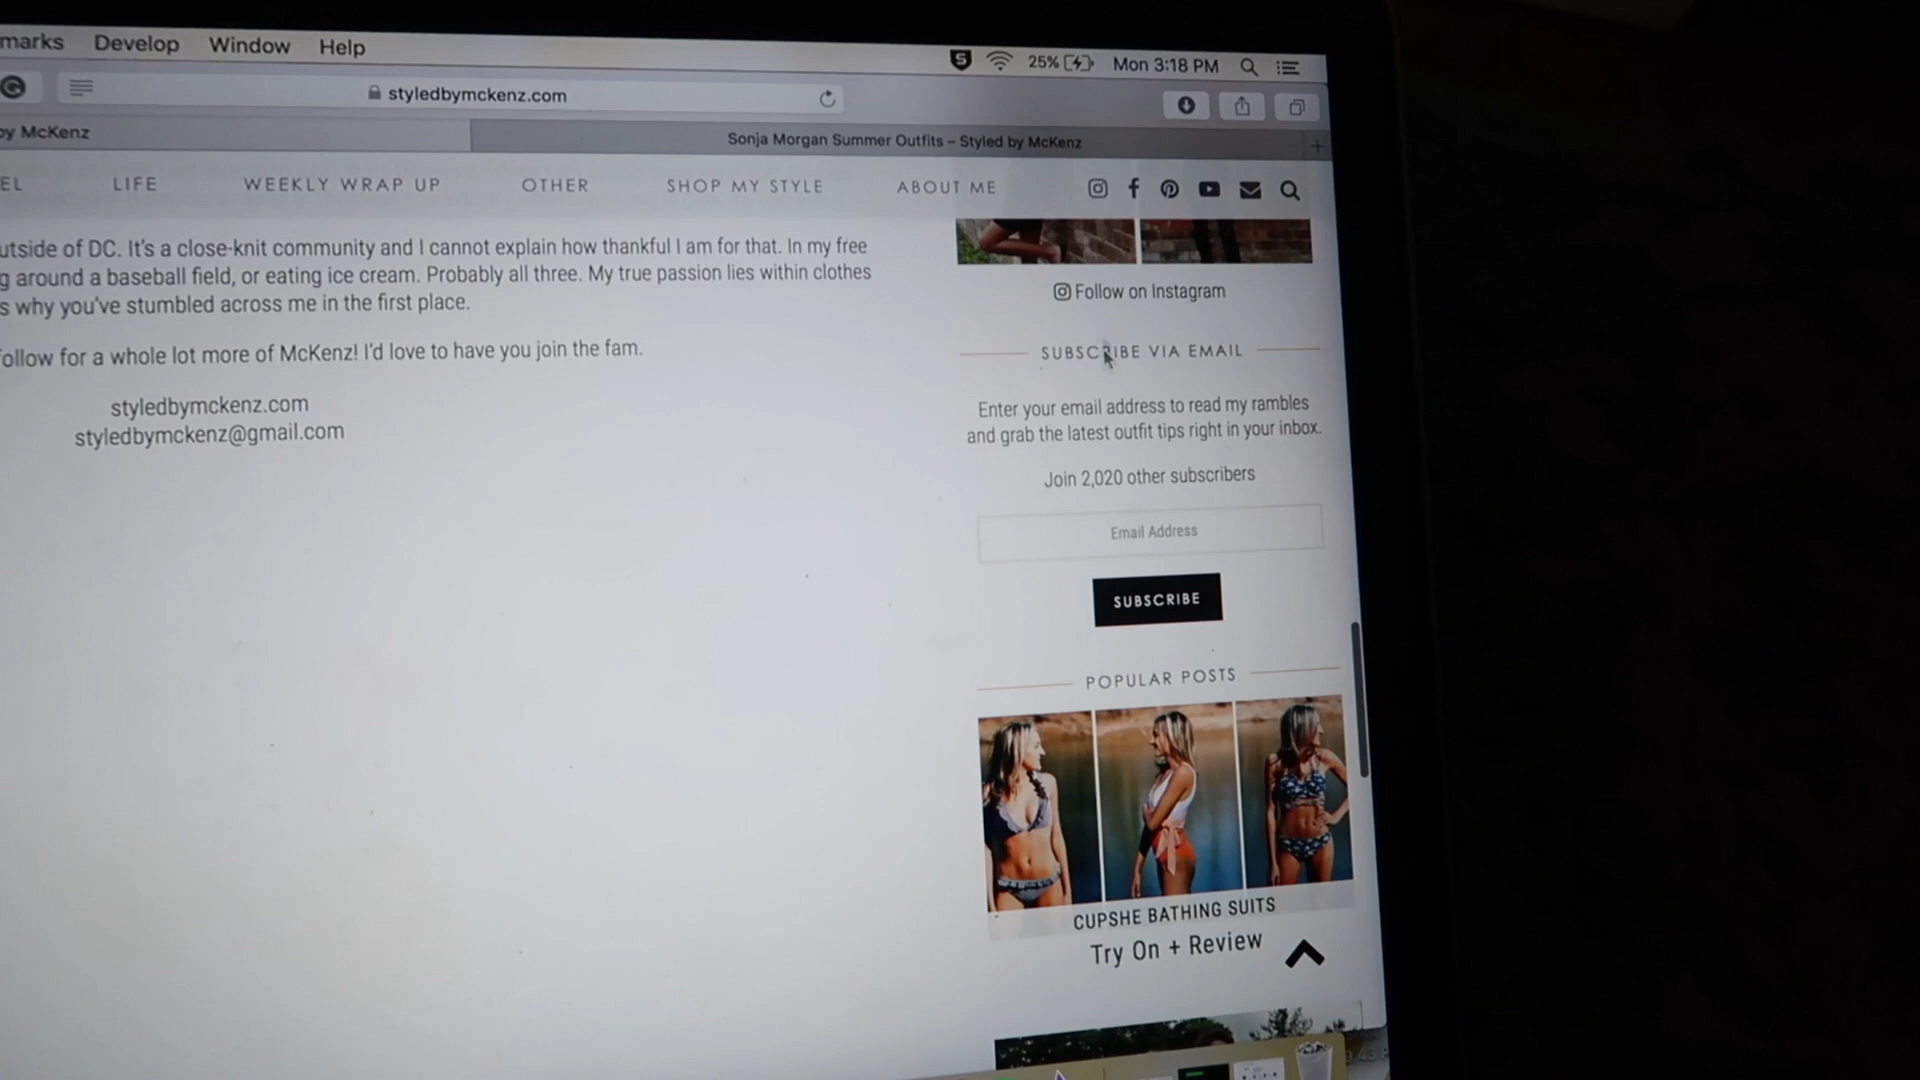 marks Develop Window Help
25% Mon 3:18 PM
styledbymckenz.com
by McKenz
Sonja Morgan Summer Outfits – Styled by McKenz
EL LIFE WEEKLY WRAP UP OTHER SHOP MY STYLE ABOUT ME
utside of DC. It's a close-knit community and I cannot explain how thankful I am for that. In my free
g around a baseball field, or eating ice cream. Probably all three. My true passion lies within clothes
s why you've stumbled across me in the first place.
ollow for a whole lot more of McKenz! I'd love to have you join the fam.
styledbymckenz.com
styledbymckenz@gmail.com
Follow on Instagram
SUBSCRIBE VIA EMAIL
Enter your email address to read my rambles
and grab the latest outfit tips right in your inbox.
Join 2,020 other subscribers
Email Address
SUBSCRIBE
POPULAR POSTS
CUPSHE BATHING SUITS
Try On + Review